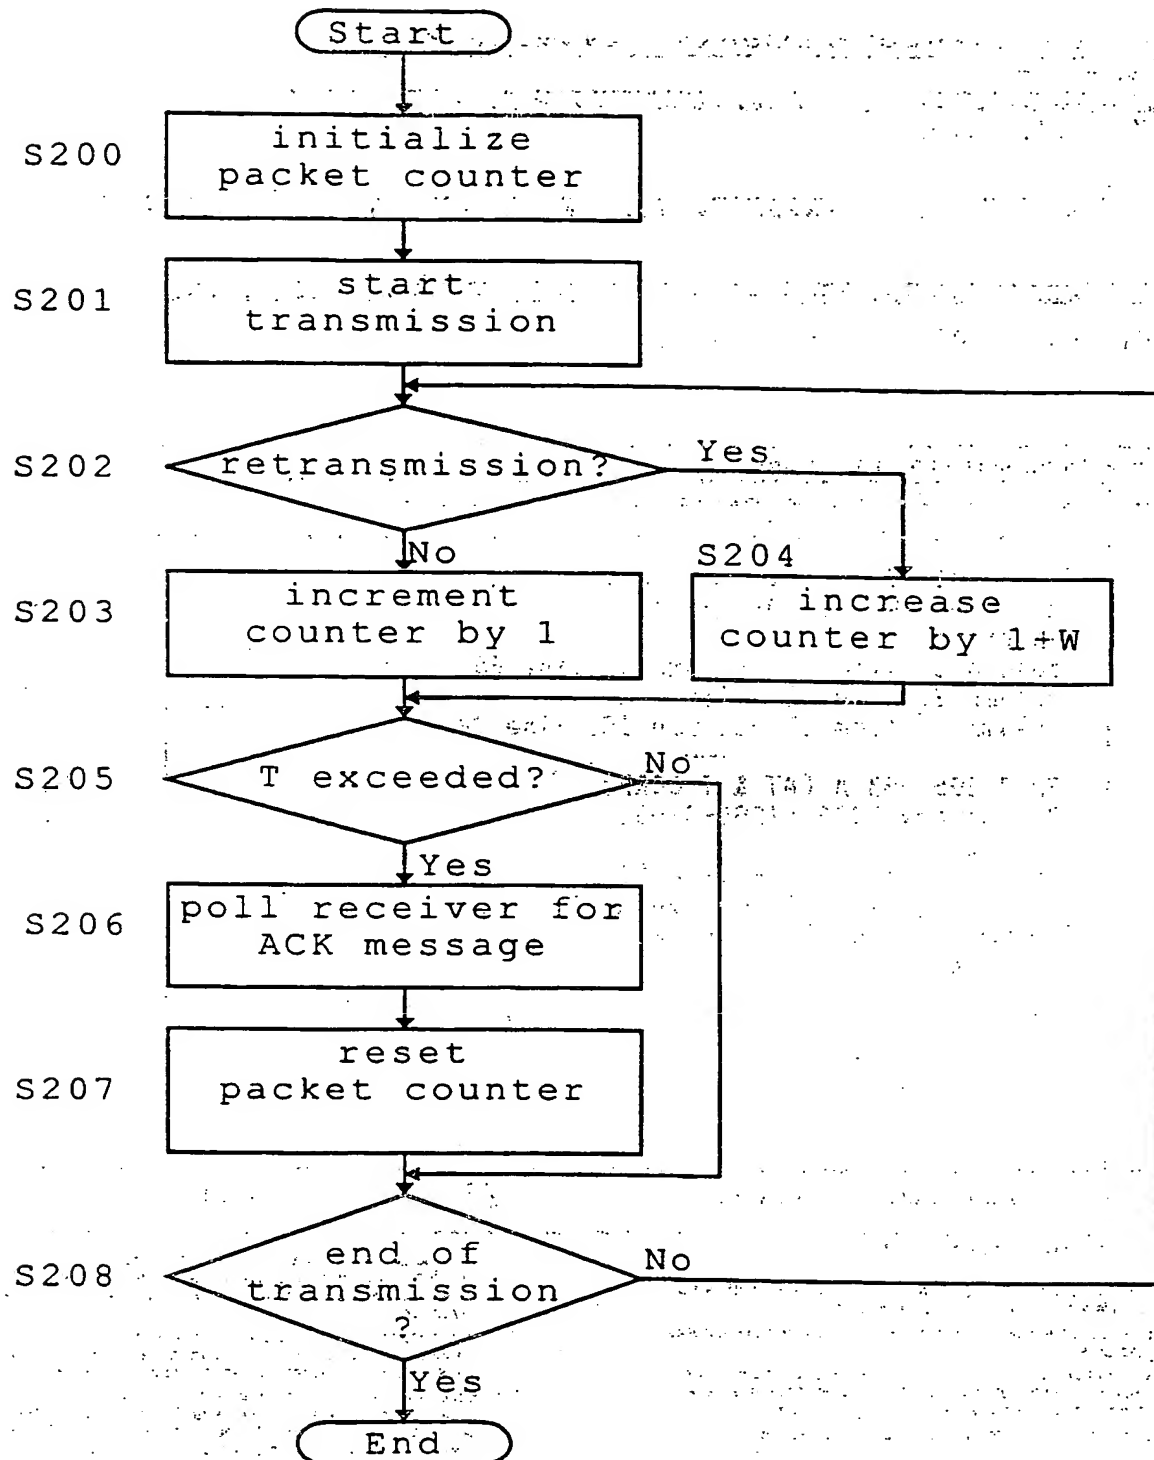 Start
S200
initialize
packet counter
S201
start
transmission
S202
retransmission?
Yes
No
S203
increment
counter by 1
S204
increase
counter by 1+W
S205
T exceeded?
No
Yes
S206
poll receiver for
ACK message
S207
reset
packet counter
S208
end of
transmission
?
No
Yes
End